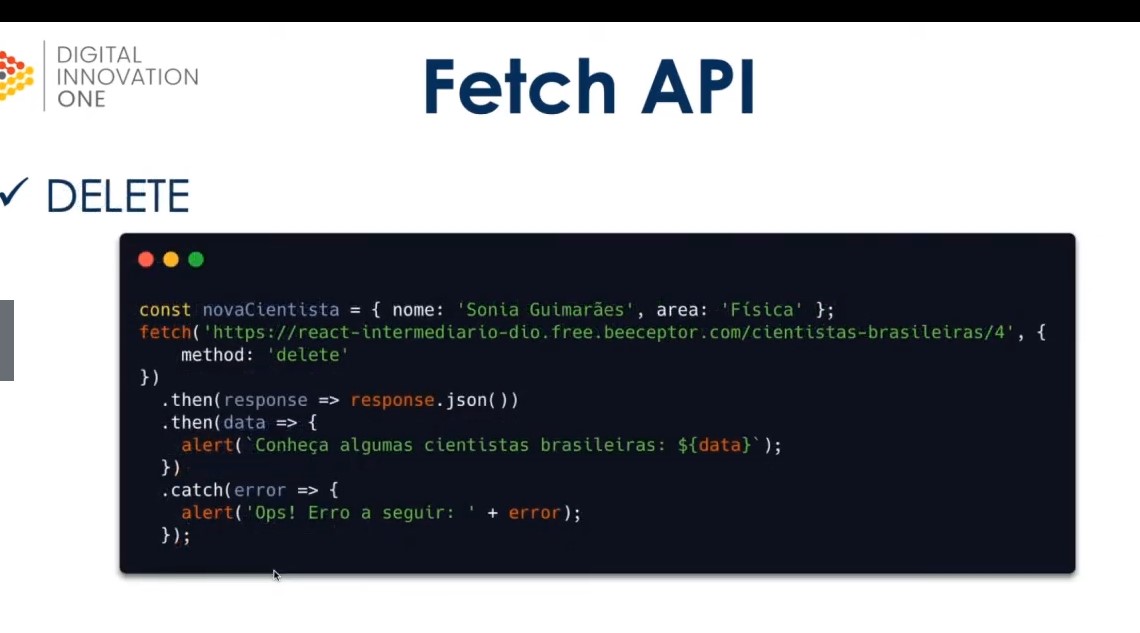 DIGITAL
INNOVATION
ONE
Fetch API
✓ DELETE
const novaCientista = { nome: 'Sonia Guimarães', area: 'Física' };
fetch('https://react-intermediario-dio.free.beeceptor.com/cientistas-brasileiras/4', {
    method: 'delete'
})
  .then(response => response.json())
  .then(data => {
    alert(`Conheça algumas cientistas brasileiras: ${data}`);
  })
  .catch(error => {
    alert('Ops! Erro a seguir: ' + error);
  });